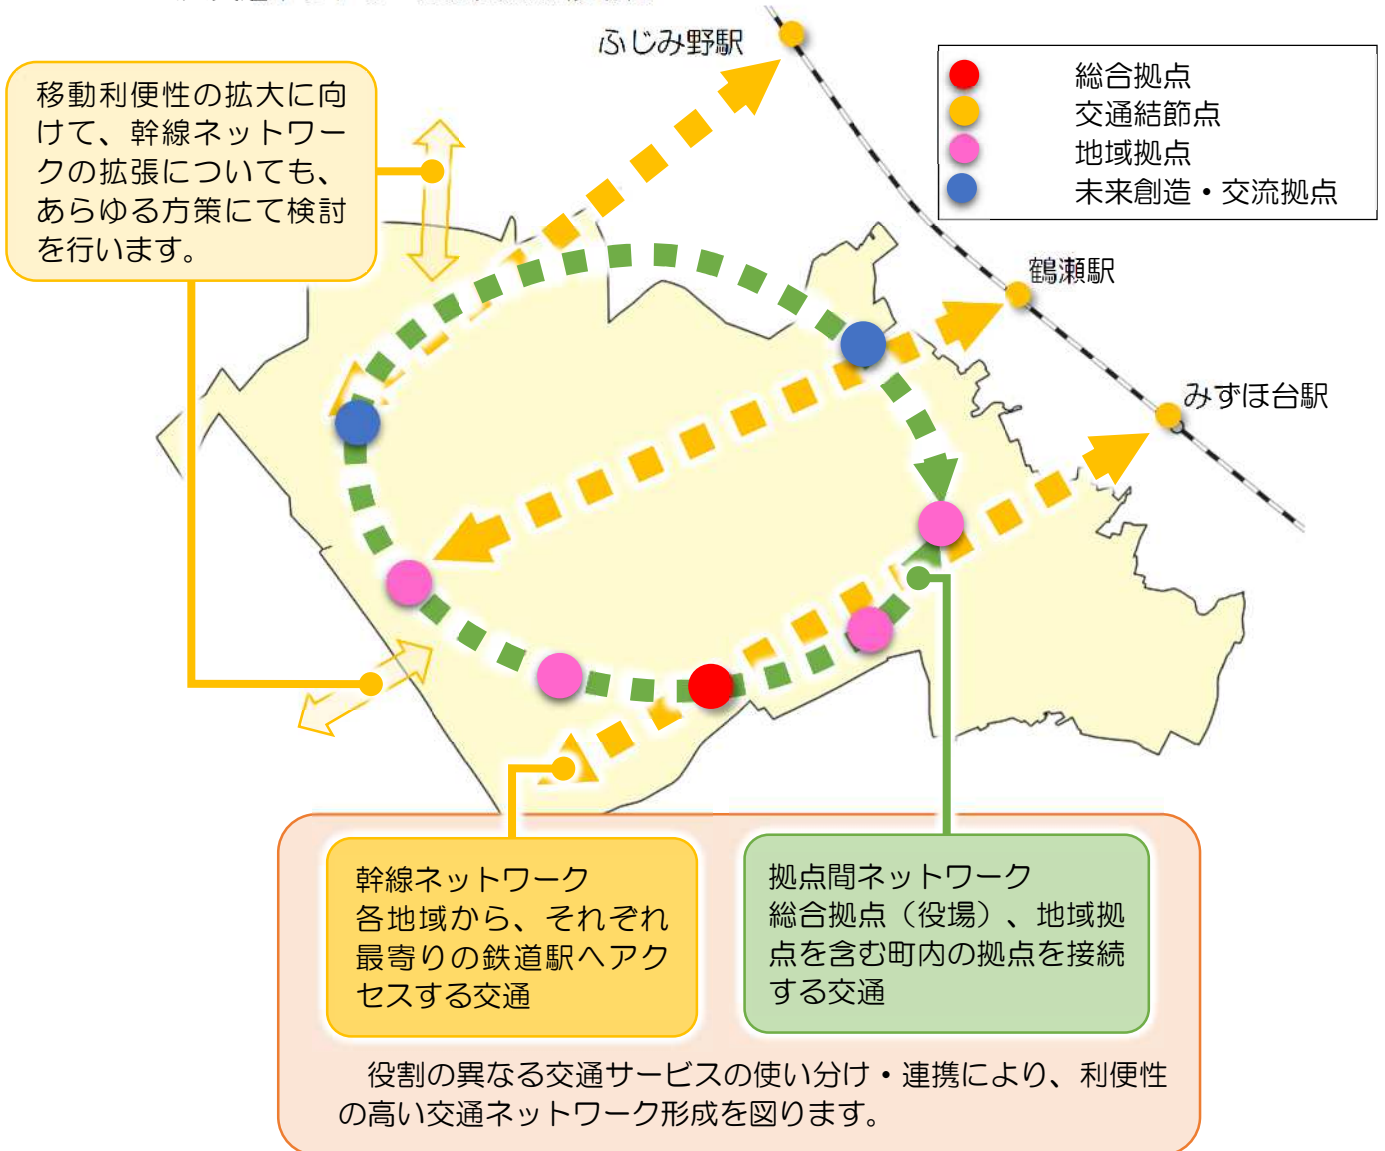 ふじみ野駅
総合拠点
交通結節点
地域拠点
未来創造・交流拠点
移動利便性の拡大に向
けて、幹線ネットワー
クの拡張についても、
あらゆる方策にて検討
を行います。
鶴瀬駅
みずほ台駅
幹線ネットワーク
各地域から、それぞれ
最寄りの鉄道駅へアク
セスする交通
拠点間ネットワーク
総合拠点（役場）、地域拠
点を含む町内の拠点を接続
する交通
役割の異なる交通サービスの使い分け・連携により、利便性
の高い交通ネットワーク形成を図ります。